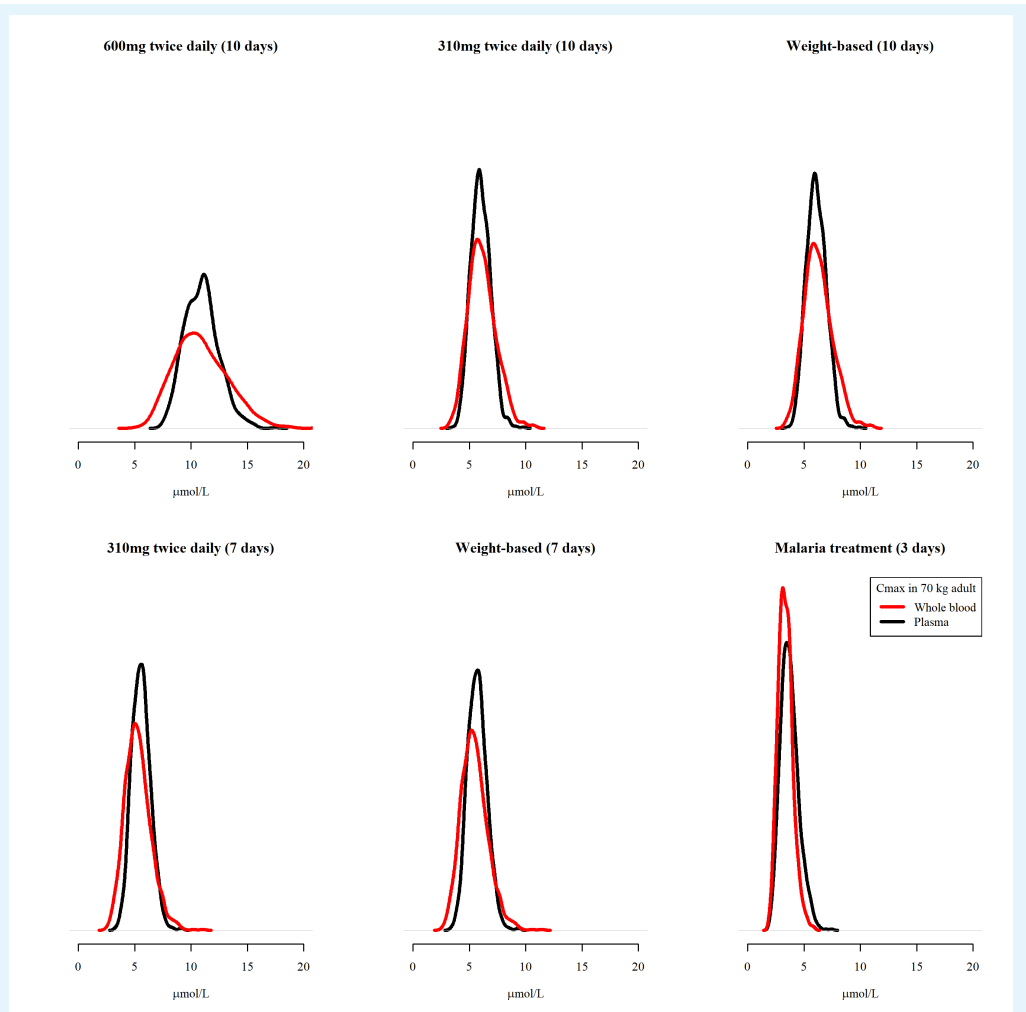 600mg twice daily (10 days)
310mg twice daily (10 days)
Weight-based (10 days)
0 5 10 15 20
μmol/L
0 5 10 15 20
μmol/L
0 5 10 15 20
μmol/L
310mg twice daily (7 days)
Weight-based (7 days)
Malaria treatment (3 days)
Cmax in 70 kg adult
Whole blood
Plasma
0 5 10 15 20
μmol/L
0 5 10 15 20
μmol/L
0 5 10 15 20
μmol/L